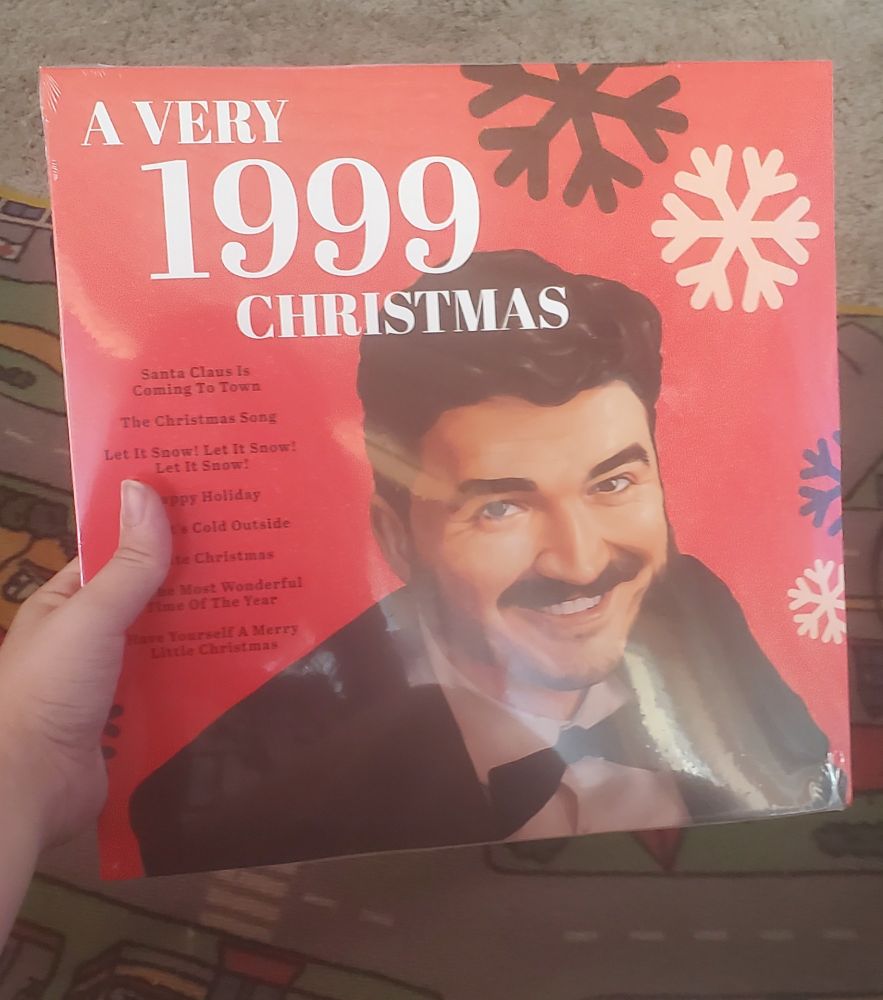 A VERY
1999
CHRISTMAS
Santa Claus Is
Coming To Town
The Christmas Song
Let It Snow! Let It Snow!
Let It Snow!
Holiday
Cold Outside
Christmas
Most Wonderful
Time Of The Year
Have Yourself A Merry
Little Christmas